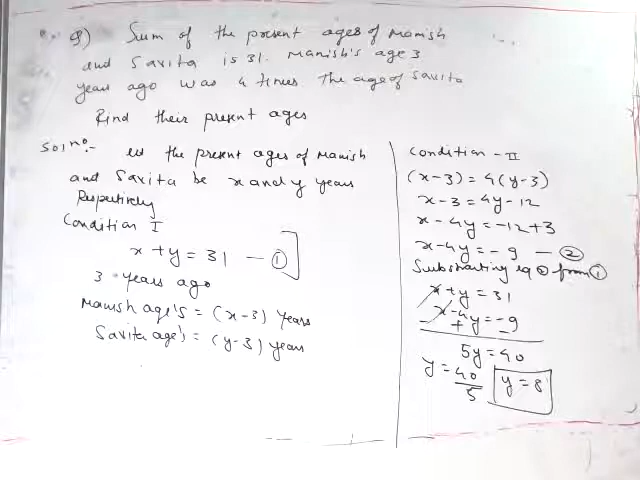 Q) Sum of the present ages of Manish
and Savita is 31. Manish's age 3
years ago was 4 times the age of Savita
Find their present ages
Soln:- let the present ages of Manish
and Savita be x and y years
Respectively
Condition I
x + y = 31 — ①
3 years ago
Manish age's = (x-3) years
Savita age's = (y-3) years
Condition - II
(x-3) = 4(y-3)
x-3 = 4y-12
x-4y = -12+3
x-4y = -9 — ②
Substracting eq ② from ①
x+y = 31
x-4y = -9
- + -
5y = 40
y = 40/5 y = 8